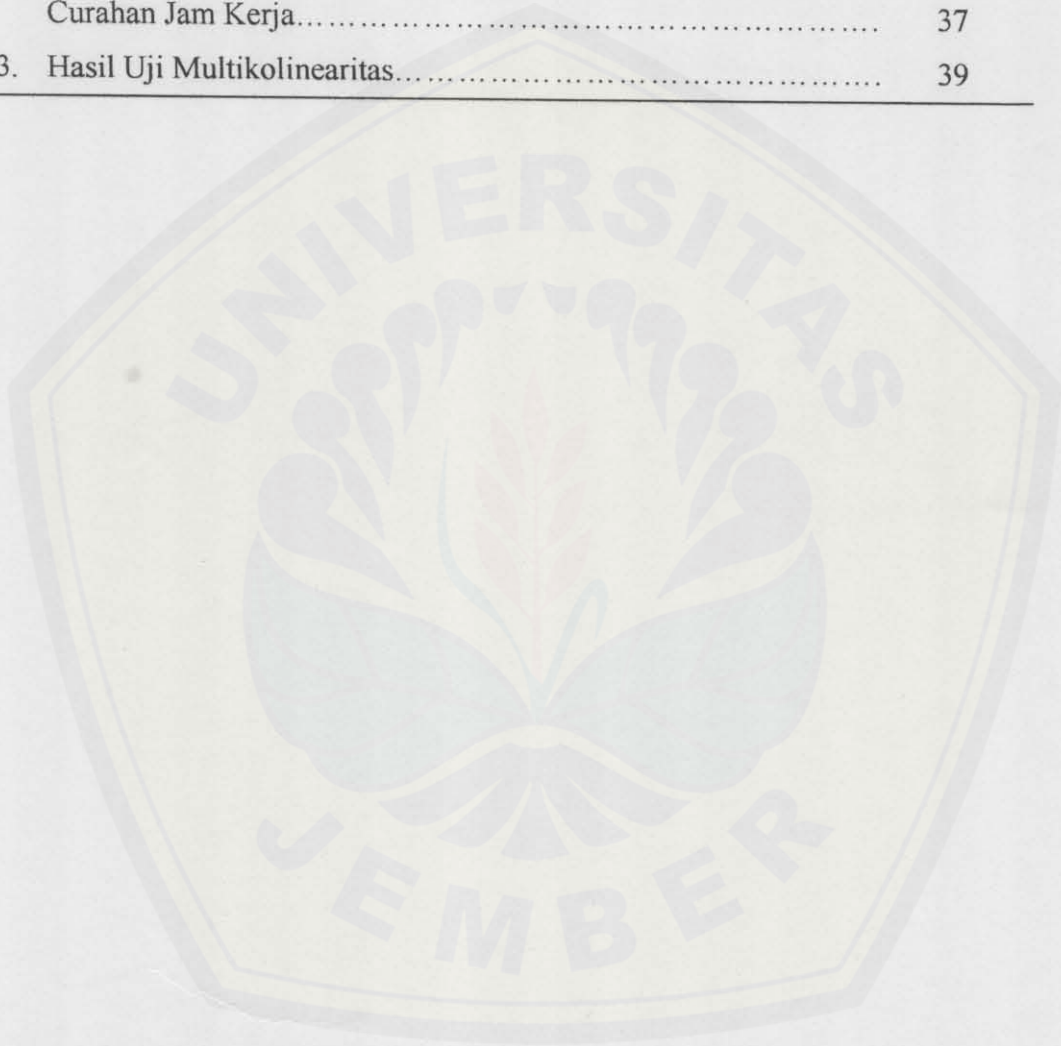 Curahan Jam Kerja................................................................ 37
3. Hasil Uji Multikolinearitas.................................................... 39
UNIVERSITAS
JEMBER